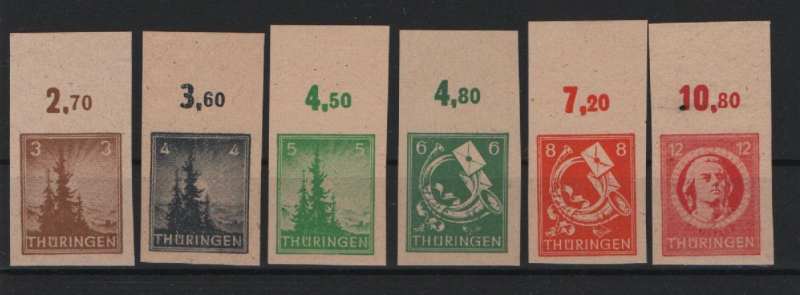 2,70
3 3
THÜRINGEN
3,60
4 4
THÜRINGEN
4,50
5 5
THÜRINGEN
4,80
6 6
THÜRINGEN
7,20
8 8
THÜRINGEN
10,80
12 12
THÜRINGEN